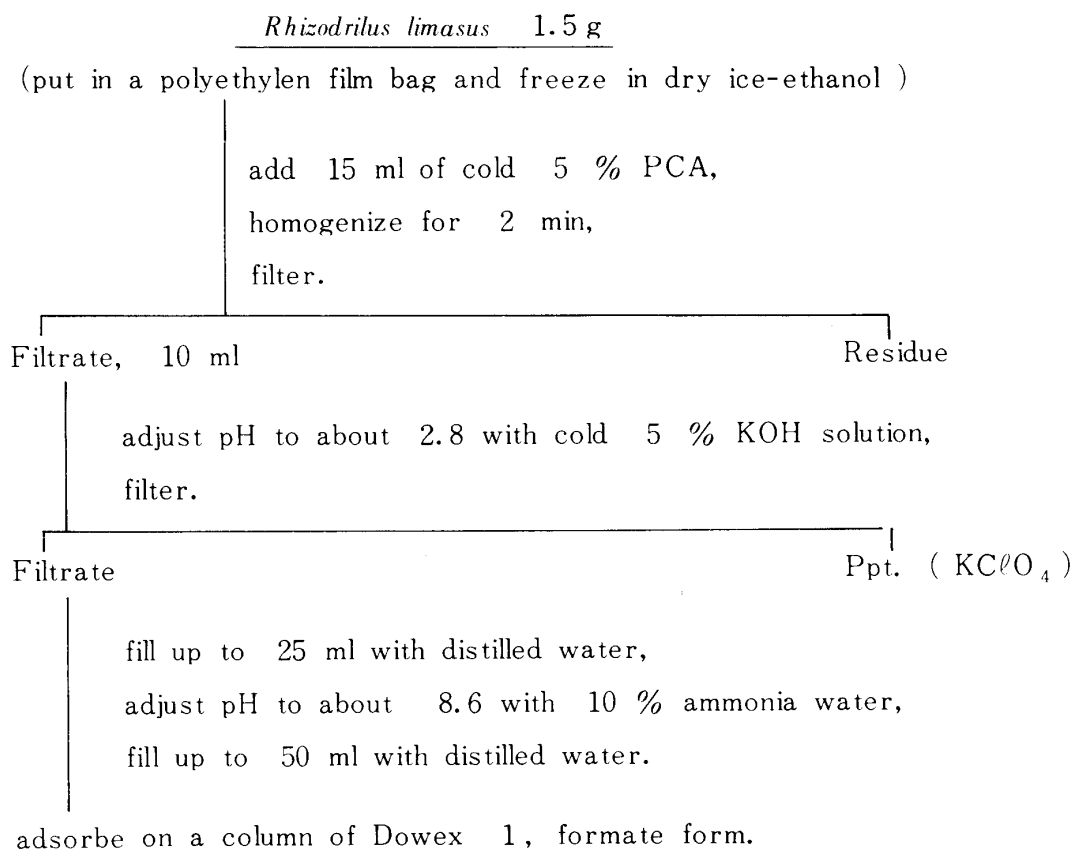 Rhizodrilus limasus 1.5 g
(put in a polyethylen film bag and freeze in dry ice-ethanol )
add 15 ml of cold 5 % PCA,
homogenize for 2 min,
filter.
Filtrate, 10 ml Residue
adjust pH to about 2.8 with cold 5 % KOH solution,
filter.
Filtrate Ppt. ( KCℓO₄ )
fill up to 25 ml with distilled water,
adjust pH to about 8.6 with 10 % ammonia water,
fill up to 50 ml with distilled water.
adsorbe on a column of Dowex 1, formate form.